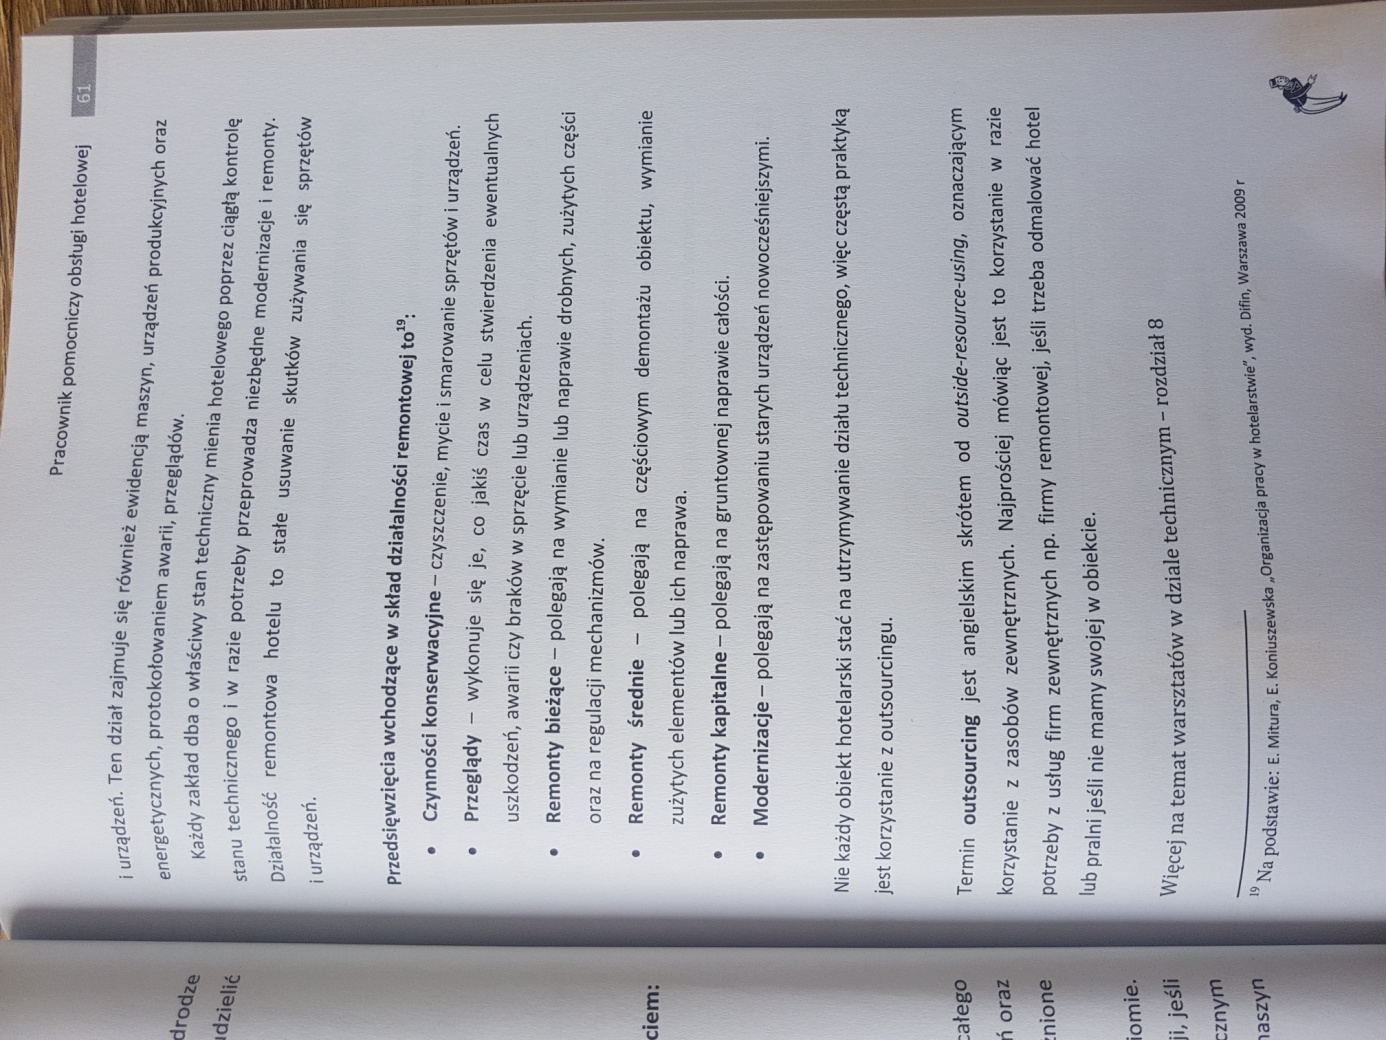 Pracownik pomocniczy obsługi hotelowej 61
i urządzeń. Ten dział zajmuje się również ewidencją maszyn, urządzeń produkcyjnych oraz
energetycznych, protokołowaniem awarii, przeglądów.
Każdy zakład dba o właściwy stan techniczny mienia hotelowego poprzez ciągłą kontrolę
stanu technicznego i w razie potrzeby przeprowadza niezbędne modernizacje i remonty.
Działalność remontowa hotelu to stałe usuwanie skutków zużywania się sprzętów
i urządzeń.
Przedsięwzięcia wchodzące w skład działalności remontowej to19:
• Czynności konserwacyjne – czyszczenie, mycie i smarowanie sprzętów i urządzeń.
• Przeglądy – wykonuje się je, co jakiś czas w celu stwierdzenia ewentualnych
uszkodzeń, awarii czy braków w sprzęcie lub urządzeniach.
• Remonty bieżące – polegają na wymianie lub naprawie drobnych, zużytych części
oraz na regulacji mechanizmów.
• Remonty średnie – polegają na częściowym demontażu obiektu, wymianie
zużytych elementów lub ich naprawa.
• Remonty kapitalne – polegają na gruntownej naprawie całości.
• Modernizacje – polegają na zastępowaniu starych urządzeń nowocześniejszymi.
Nie każdy obiekt hotelarski stać na utrzymywanie działu technicznego, więc częstą praktyką
jest korzystanie z outsourcingu.
Termin outsourcing jest angielskim skrótem od outside-resource-using, oznaczającym
korzystanie z zasobów zewnętrznych. Najprościej mówiąc jest to korzystanie w razie
potrzeby z usług firm zewnętrznych np. firmy remontowej, jeśli trzeba odmalować hotel
lub pralni jeśli nie mamy swojej w obiekcie.
Więcej na temat warsztatów w dziale technicznym – rozdział 8
19 Na podstawie: E. Mitura, E. Koniuszewska „Organizacja pracy w hotelarstwie”, wyd. Difin, Warszawa 2009 r
drodze
udzielić
ciem:
całego
ń oraz
znione
iomie.
ji, jeśli
cznym
naszyn